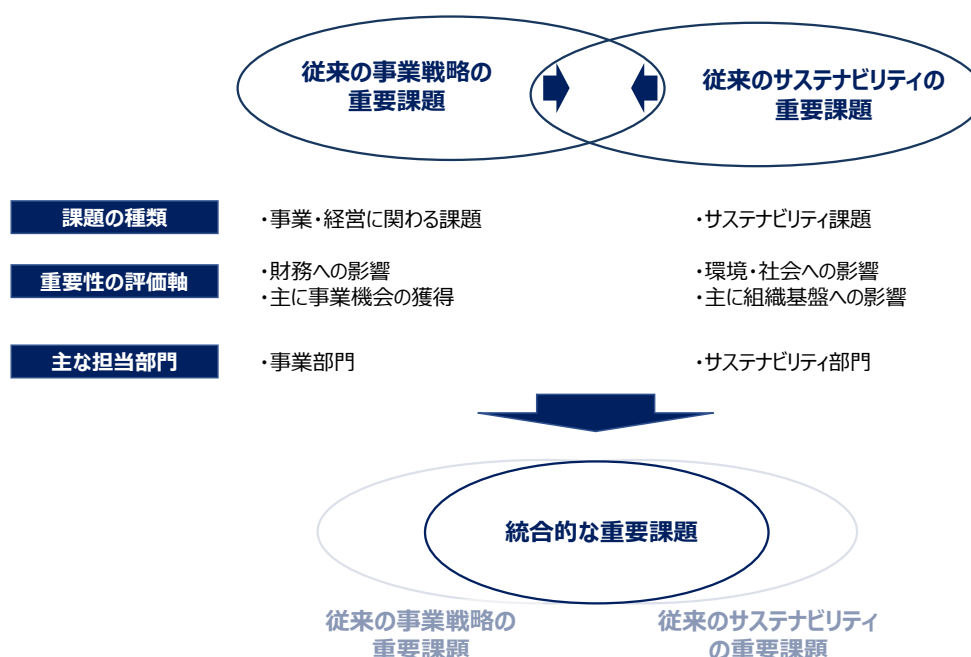 従来の事業戦略の
重要課題
従来のサステナビリティの
重要課題
課題の種類
・事業・経営に関わる課題
・サステナビリティ課題
重要性の評価軸
・財務への影響
・主に事業機会の獲得
・環境・社会への影響
・主に組織基盤への影響
主な担当部門
・事業部門
・サステナビリティ部門
統合的な重要課題
従来の事業戦略の
重要課題
従来のサステナビリティ
の重要課題